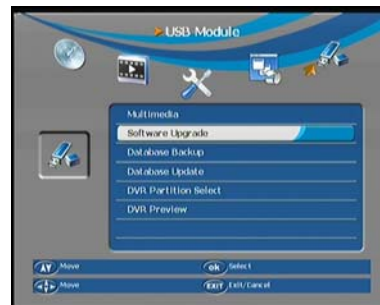 USB Module
Multimedia
Software Upgrade
Database Backup
Database Update
DVR Partition Select
DVR Preview
Move
ok Select
Move
EXIT Exit/Cancel